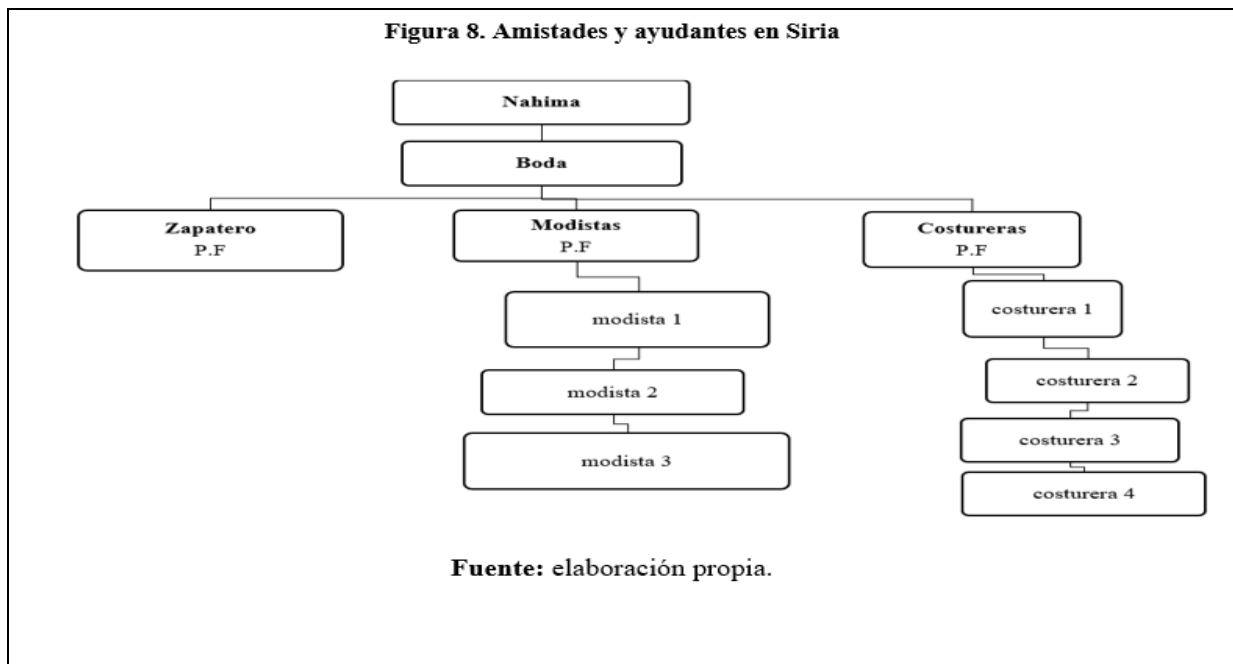 Figura 8. Amistades y ayudantes en Siria
Nahima
Boda
Zapatero
P.F
Modistas
P.F
Costureras
P.F
modista 1
modista 2
modista 3
costurera 1
costurera 2
costurera 3
costurera 4
Fuente: elaboración propia.